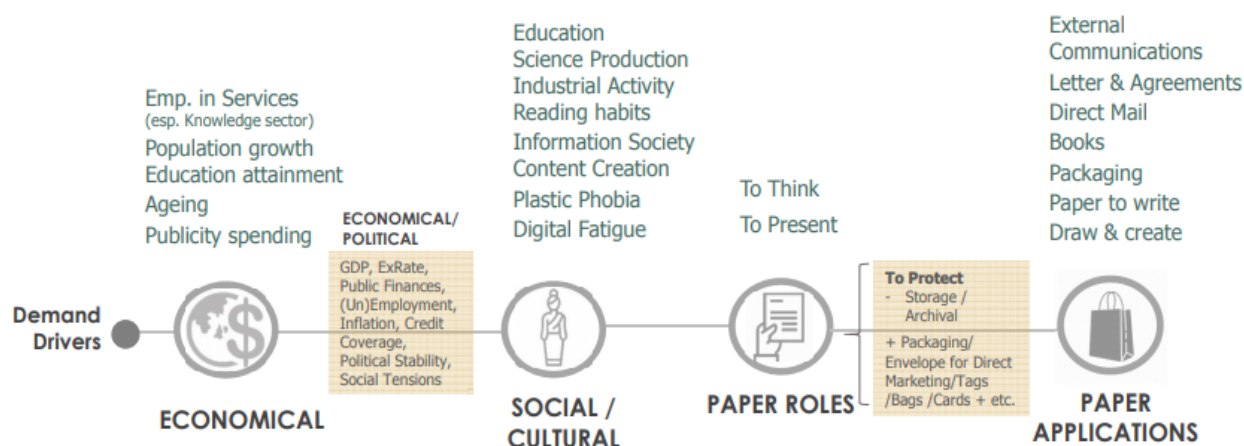 Demand
Drivers
Emp. in Services
(esp. Knowledge sector)
Population growth
Education attainment
Ageing
Publicity spending
ECONOMICAL
ECONOMICAL/
POLITICAL
GDP, ExRate,
Public Finances,
(Un)Employment,
Inflation, Credit
Coverage,
Political Stability,
Social Tensions
Education
Science Production
Industrial Activity
Reading habits
Information Society
Content Creation
Plastic Phobia
Digital Fatigue
SOCIAL /
CULTURAL
To Think
To Present
PAPER ROLES
To Protect
- Storage /
Archival
+ Packaging/
Envelope for Direct
Marketing/Tags
/Bags /Cards + etc.
External
Communications
Letter & Agreements
Direct Mail
Books
Packaging
Paper to write
Draw & create
PAPER
APPLICATIONS